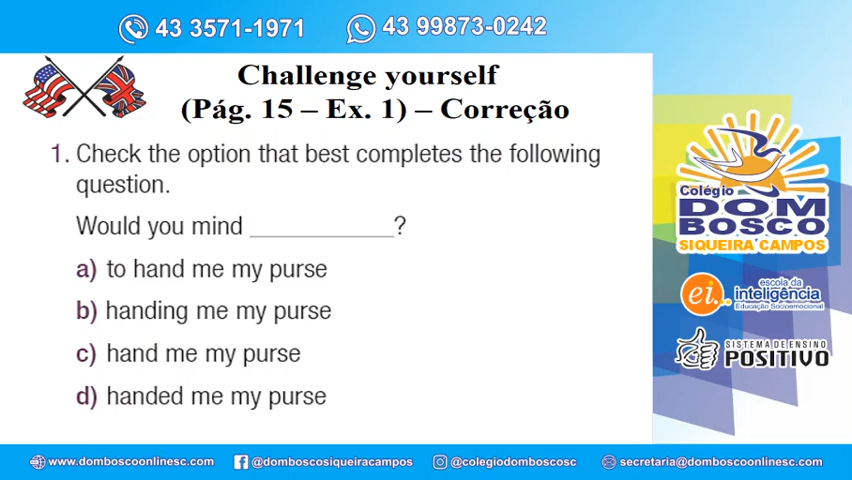 43 3571-1971 43 99873-0242
Challenge yourself
(Pág. 15 – Ex. 1) – Correção
1. Check the option that best completes the following
question.
Would you mind ______________?
a) to hand me my purse
b) handing me my purse
c) hand me my purse
d) handed me my purse
Colégio
DOM
BOSCO
SIQUEIRA CAMPOS
ei...
escola da
inteligência
Educação Socioemocional
SISTEMA DE ENSINO
POSITIVO
www.domboscoonlinesc.com @domboscosiqueiracampos @colegiodomboscosc secretaria@domboscoonlinesc.com